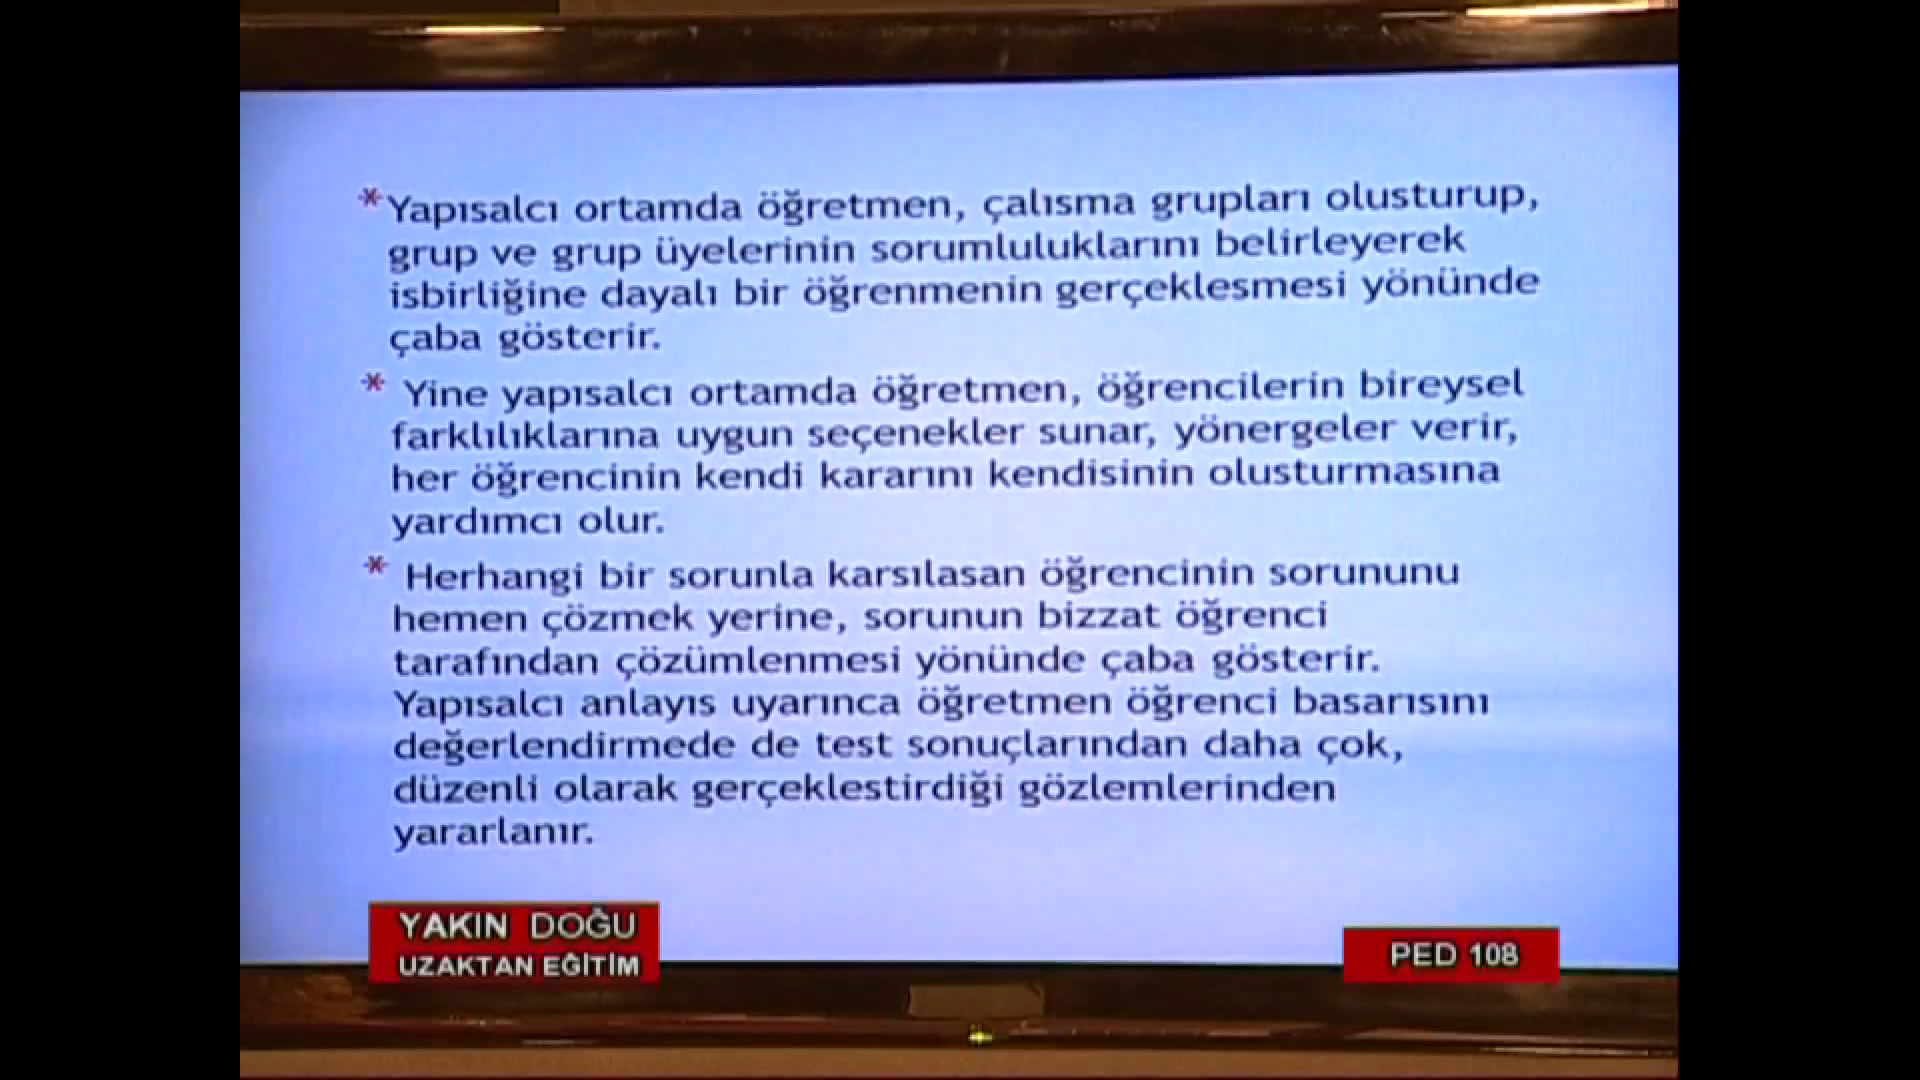 * Yapısalcı ortamda öğretmen, çalısma grupları olusturup,
grup ve grup üyelerinin sorumluluklarını belirleyerek
isbirliğine dayalı bir öğrenmenin gerçeklesmesi yönünde
çaba gösterir.
* Yine yapısalcı ortamda öğretmen, öğrencilerin bireysel
farklılıklarına uygun seçenekler sunar, yönergeler verir,
her öğrencinin kendi kararını kendisinin olusturmasına
yardımcı olur.
* Herhangi bir sorunla karsılasan öğrencinin sorununu
hemen çözmek yerine, sorunun bizzat öğrenci
tarafından çözümlenmesi yönünde çaba gösterir.
Yapısalcı anlayıs uyarınca öğretmen öğrenci basarısını
değerlendirmede de test sonuçlarından daha çok,
düzenli olarak gerçeklestirdiği gözlemlerinden
yararlanır.
YAKIN DOĞU
UZAKTAN EĞİTİM
PED 108